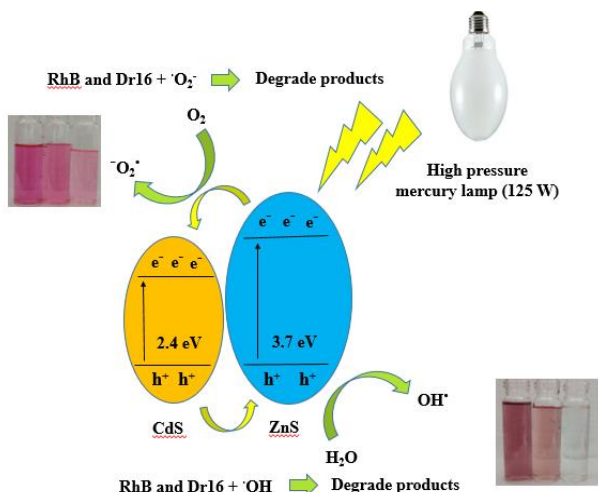 RhB and Dr16 + ·O₂⁻ Degrade products
O₂
⁻O₂•
High pressure
mercury lamp (125 W)
e⁻ e⁻ e⁻
e⁻ e⁻ e⁻
2.4 eV
3.7 eV
h⁺ h⁺
h⁺ h⁺
CdS
ZnS
OH•
H₂O
RhB and Dr16 + ·OH Degrade products